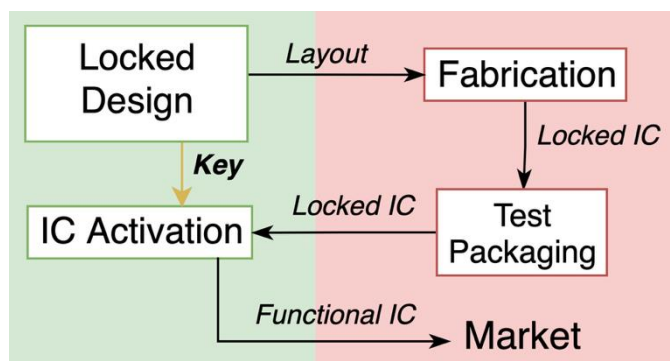 Locked
Design
Layout
Fabrication
Key
Locked IC
IC Activation
Locked IC
Test
Packaging
Functional IC
Market